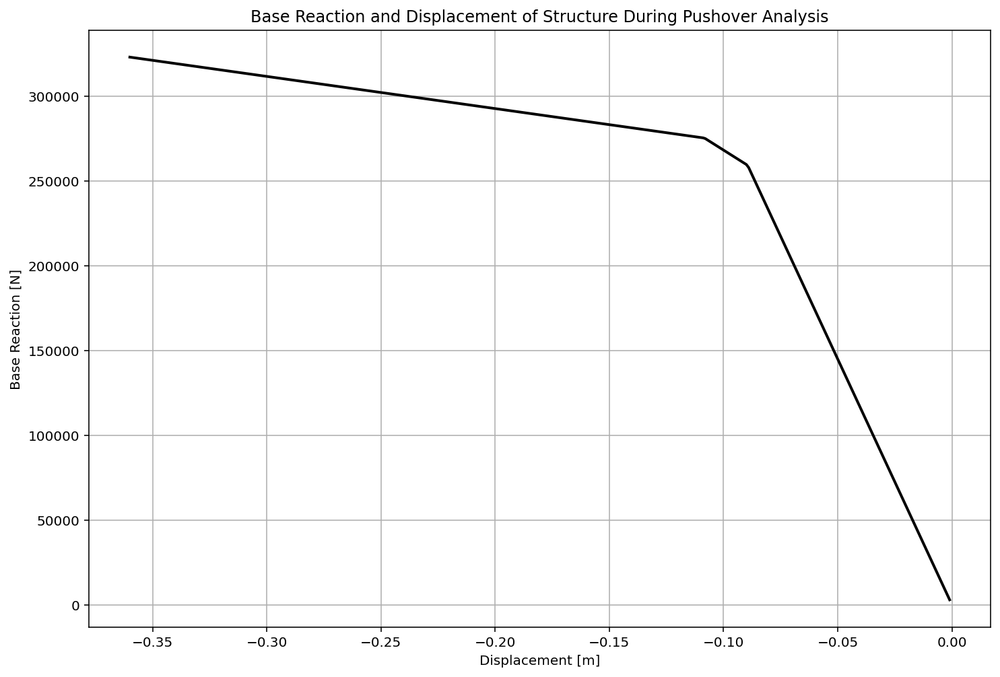 Base Reaction and Displacement of Structure During Pushover Analysis
Base Reaction [N]
300000
250000
200000
150000
100000
50000
0
−0.35 −0.30 −0.25 −0.20 −0.15 −0.10 −0.05 0.00
Displacement [m]